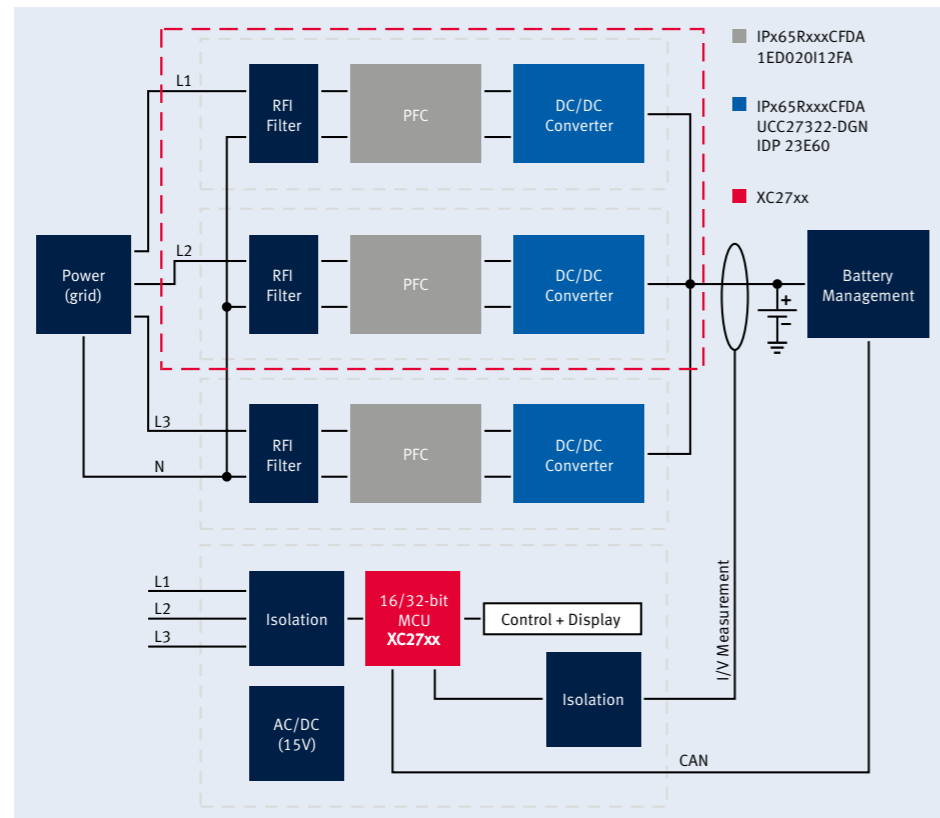 IPx65RxxxCFDA
1ED020I12FA
IPx65RxxxCFDA
UCC27322-DGN
IDP 23E60
XC27xx
L1
RFI
Filter
PFC
DC/DC
Converter
Power
(grid)
L2
RFI
Filter
PFC
DC/DC
Converter
+
−
Battery
Management
L3
N
RFI
Filter
PFC
DC/DC
Converter
L1
L2
L3
Isolation
16/32-bit
MCU
XC27xx
Control + Display
I/V Measurement
Isolation
AC/DC
(15V)
CAN